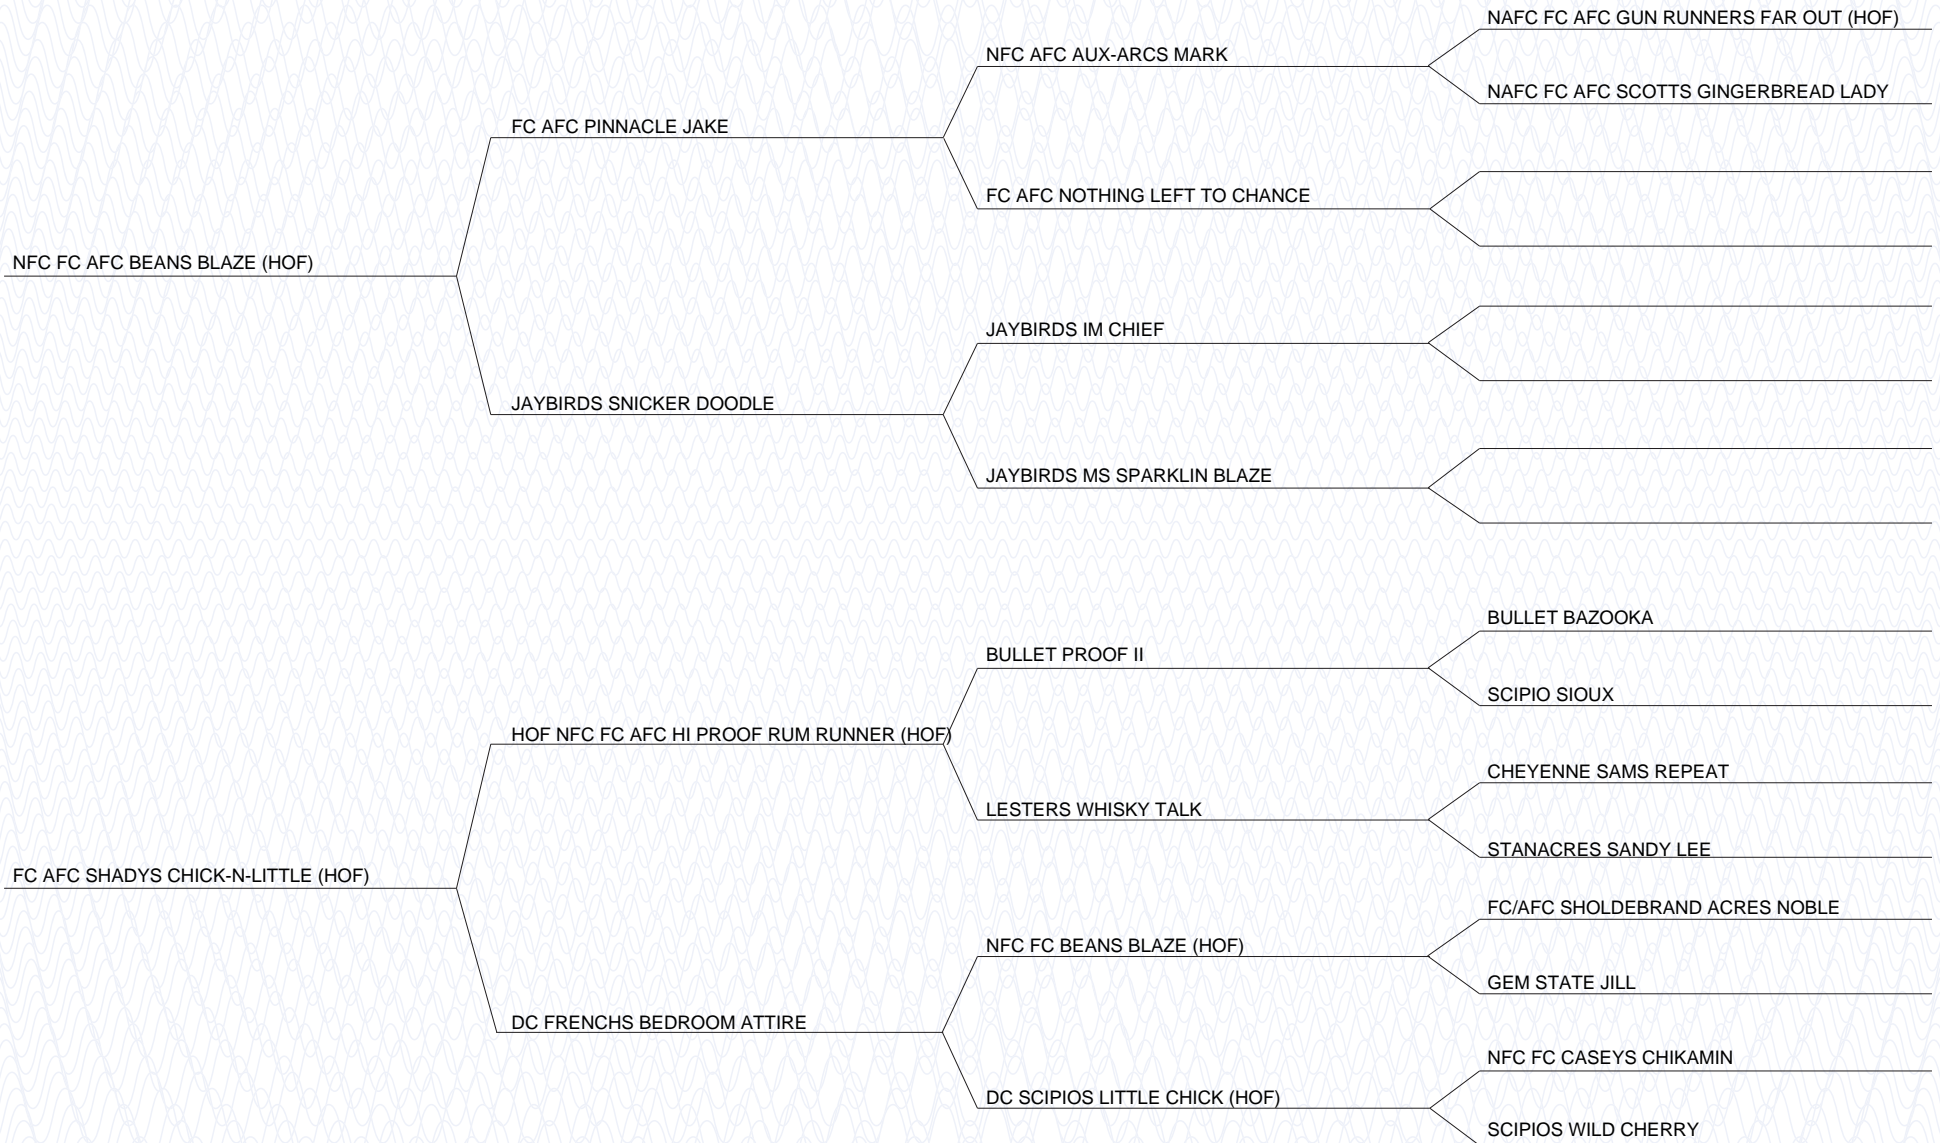 NAFC FC AFC GUN RUNNERS FAR OUT (HOF)
NFC AFC AUX-ARCS MARK
NAFC FC AFC SCOTTS GINGERBREAD LADY
FC AFC PINNACLE JAKE
FC AFC NOTHING LEFT TO CHANCE
NFC FC AFC BEANS BLAZE (HOF)
JAYBIRDS IM CHIEF
JAYBIRDS SNICKER DOODLE
JAYBIRDS MS SPARKLIN BLAZE
BULLET BAZOOKA
BULLET PROOF II
SCIPIO SIOUX
HOF NFC FC AFC HI PROOF RUM RUNNER (HOF)
CHEYENNE SAMS REPEAT
LESTERS WHISKY TALK
STANACRES SANDY LEE
FC AFC SHADYS CHICK-N-LITTLE (HOF)
FC/AFC SHOLDEBRAND ACRES NOBLE
NFC FC BEANS BLAZE (HOF)
GEM STATE JILL
DC FRENCHS BEDROOM ATTIRE
NFC FC CASEYS CHIKAMIN
DC SCIPIOS LITTLE CHICK (HOF)
SCIPIOS WILD CHERRY